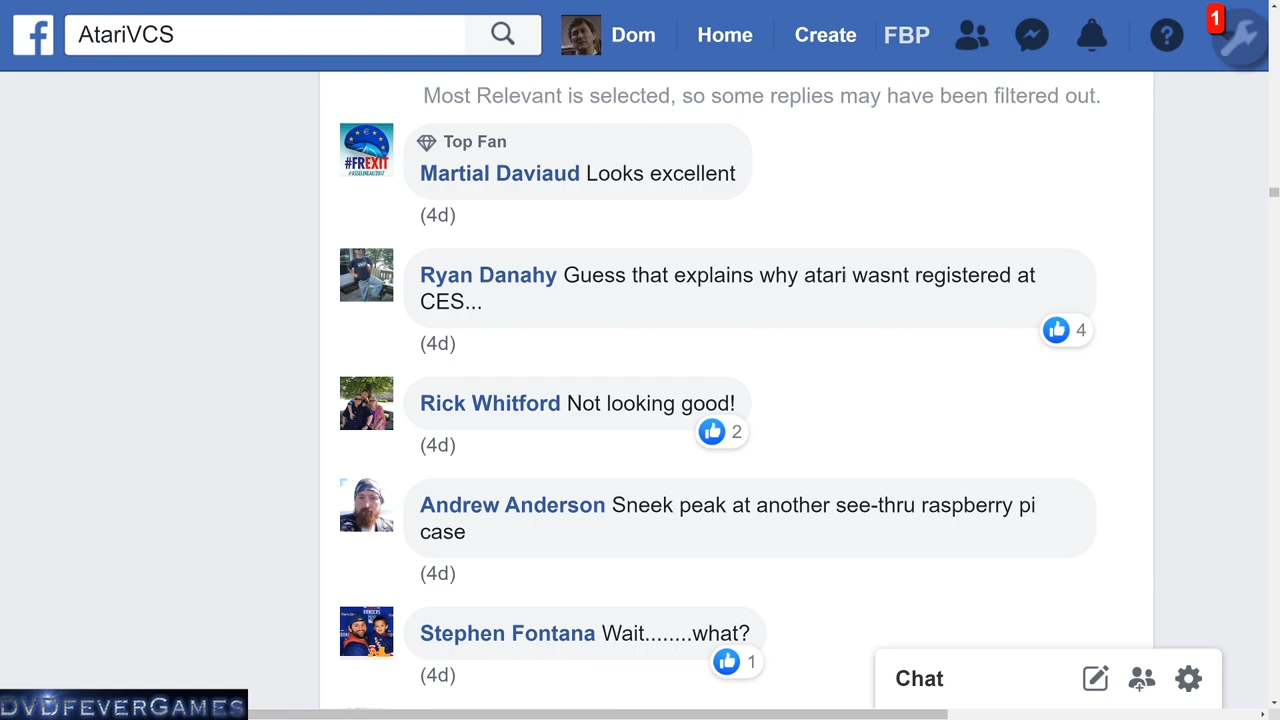 AtariVCS
Dom
Home
Create
FBP
1
Most Relevant is selected, so some replies may have been filtered out.
#FREXIT
Top Fan
Martial Daviaud Looks excellent
(4d)
Ryan Danahy Guess that explains why atari wasnt registered at
CES...
4
(4d)
Rick Whitford Not looking good!
2
(4d)
Andrew Anderson Sneek peak at another see-thru raspberry pi
case
(4d)
Stephen Fontana Wait........what?
1
(4d)
Chat
DVDFEVERGAMES